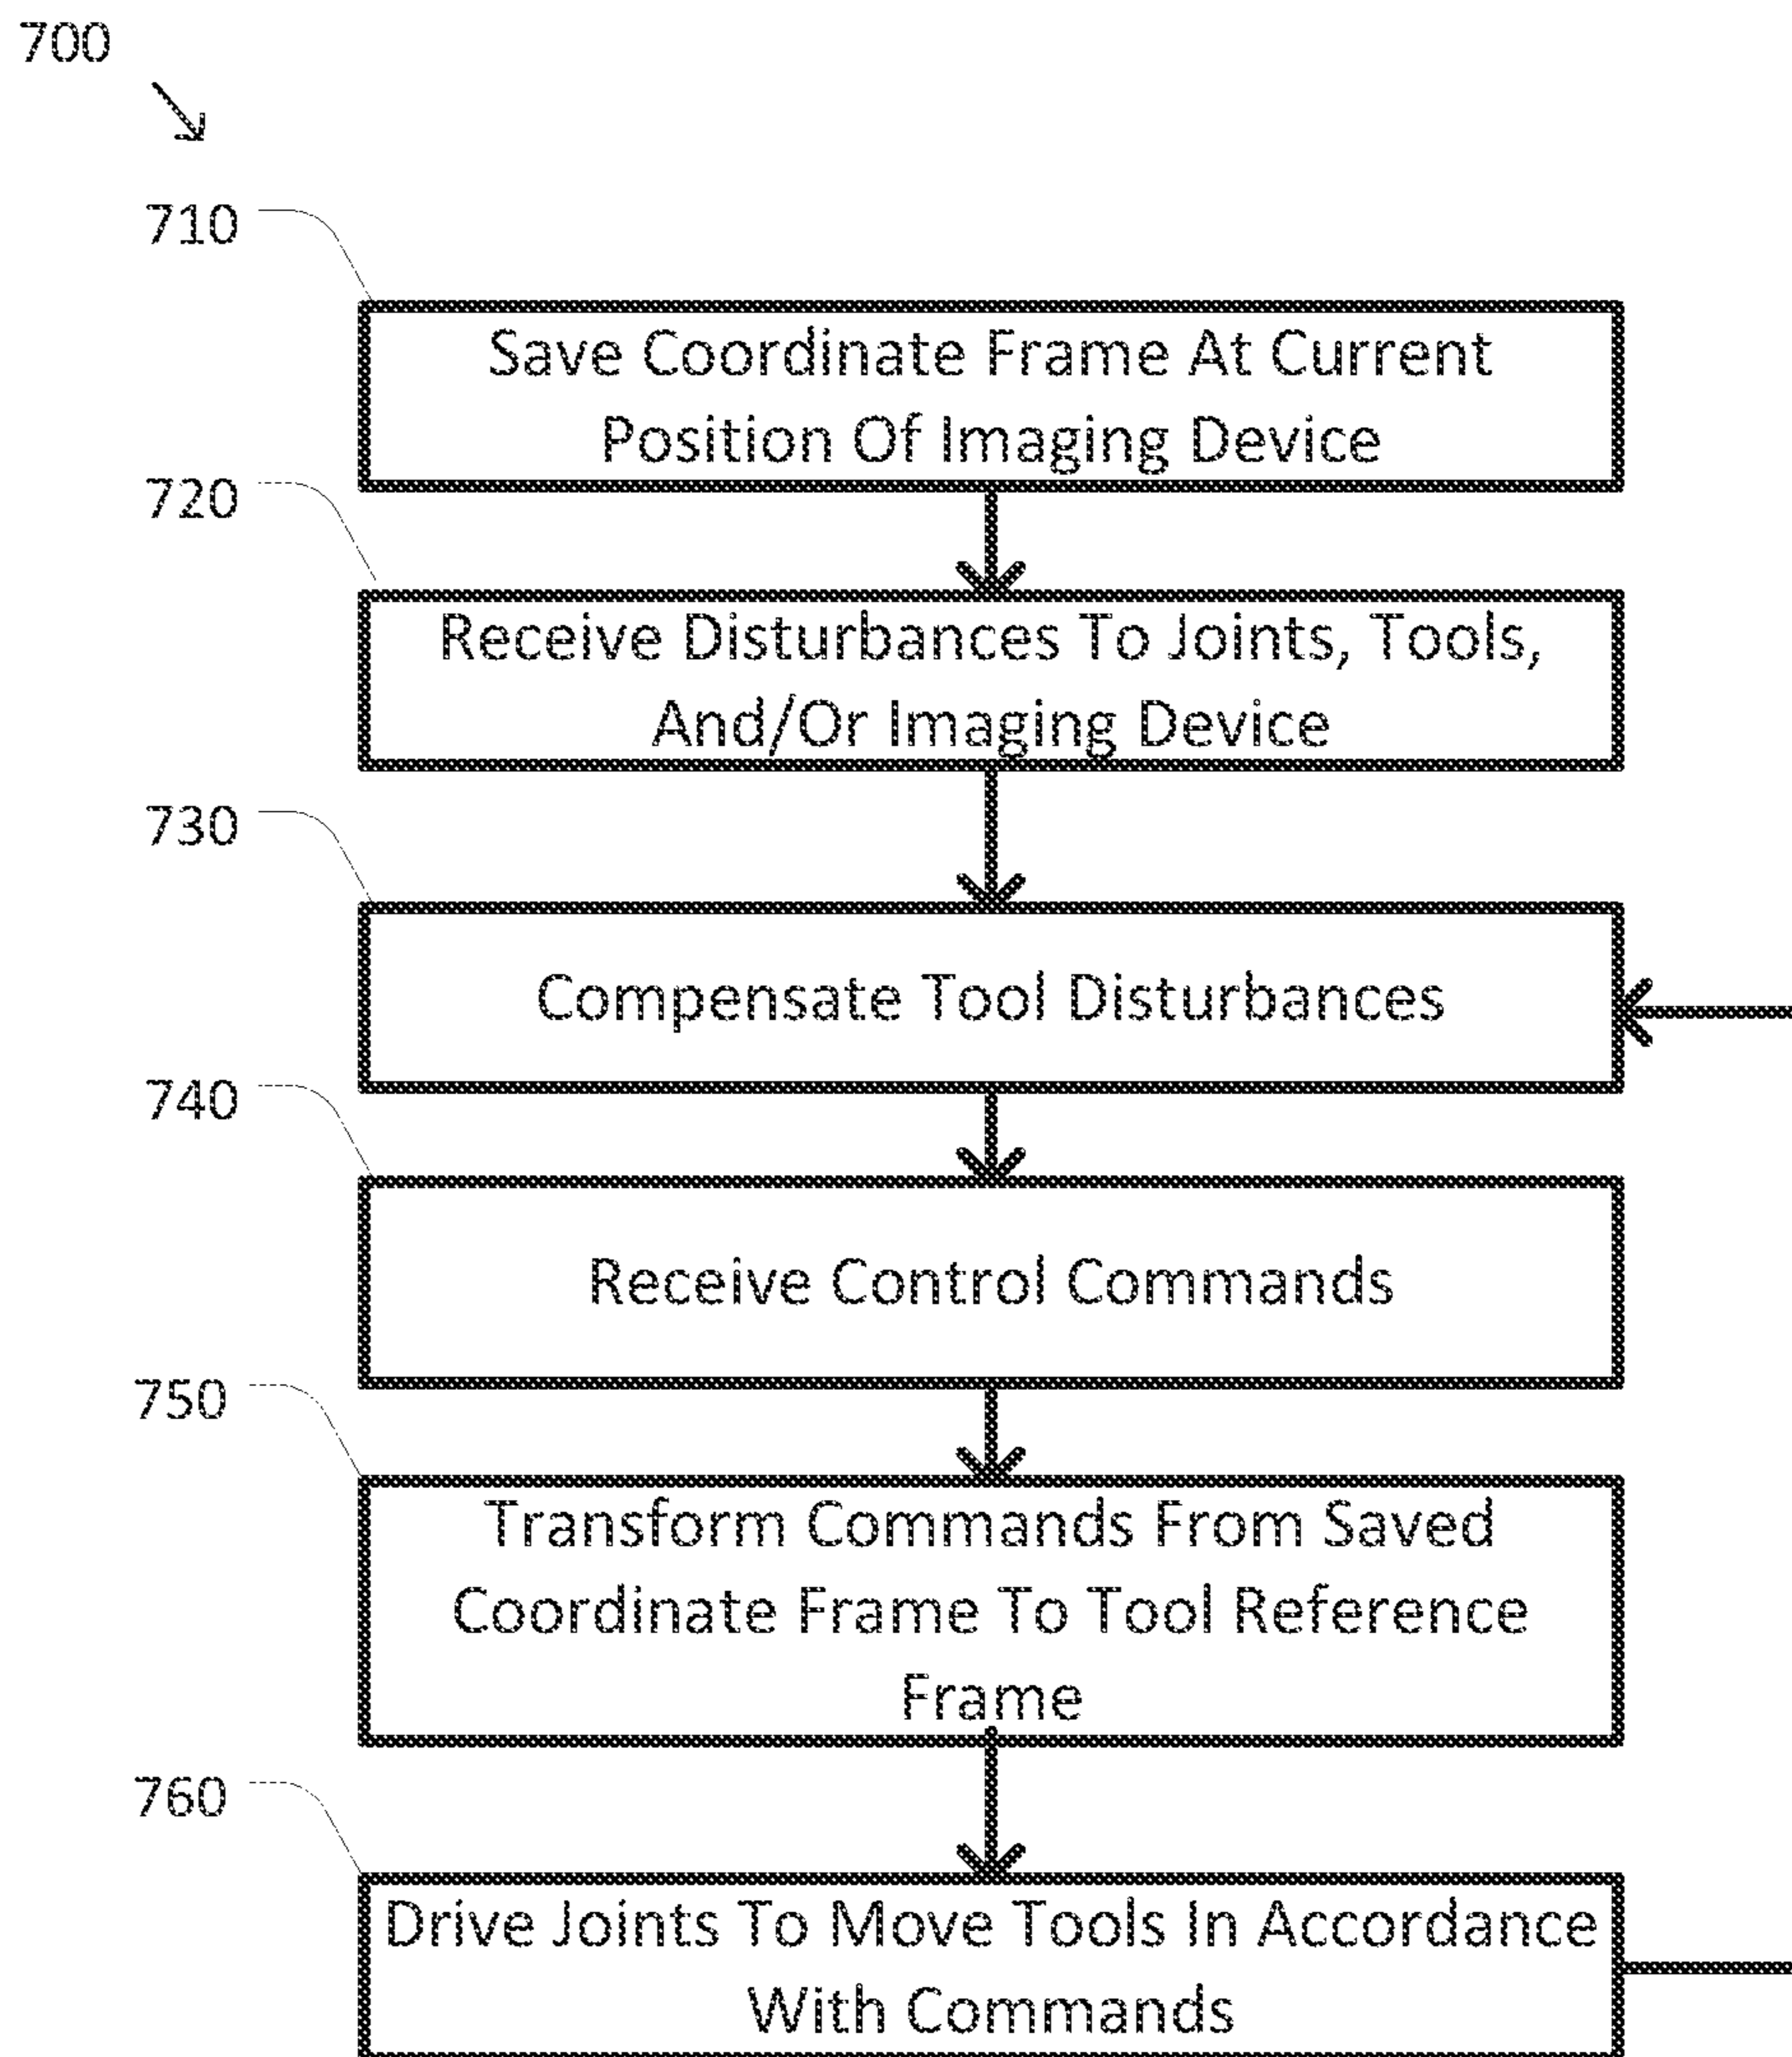 700
710
Save Coordinate Frame At Current
Position Of Imaging Device
720
Receive Disturbances To Joints, Tools,
And/Or Imaging Device
730
Compensate Tool Disturbances
740
Receive Control Commands
750
Transform Commands From Saved
Coordinate Frame To Tool Reference
Frame
760
Drive Joints To Move Tools In Accordance
With Commands